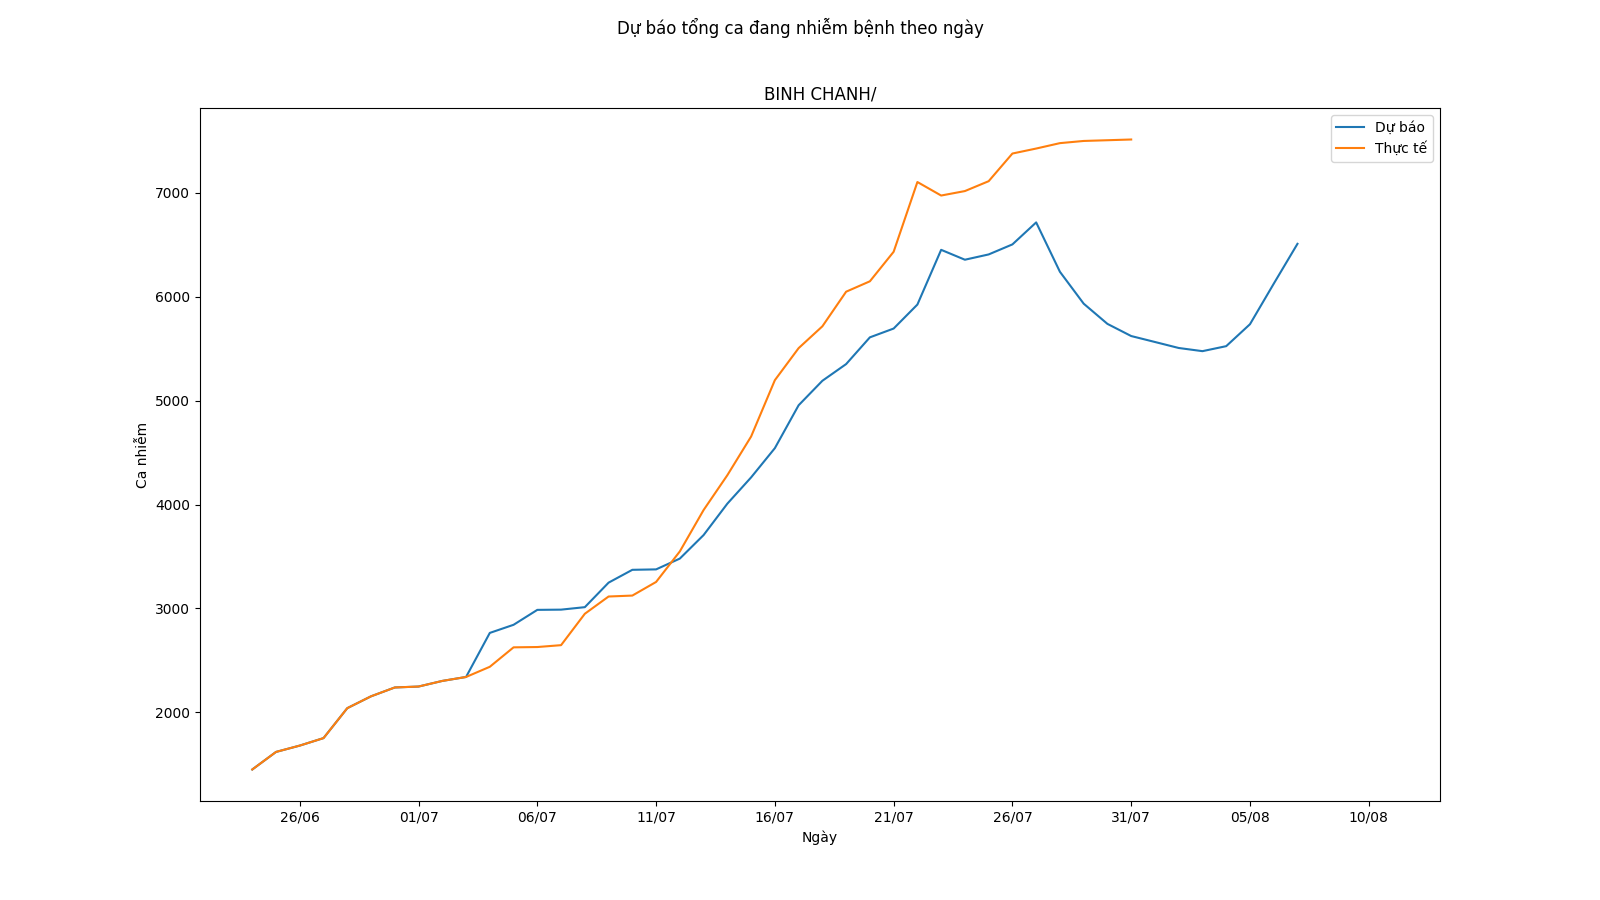 Dự báo tổng ca đang nhiễm bệnh theo ngày
BINH CHANH/
Dự báo
Thực tế
7000
6000
5000
4000
3000
2000
Ca nhiễm
26/06
01/07
06/07
11/07
16/07
21/07
26/07
31/07
05/08
10/08
Ngày